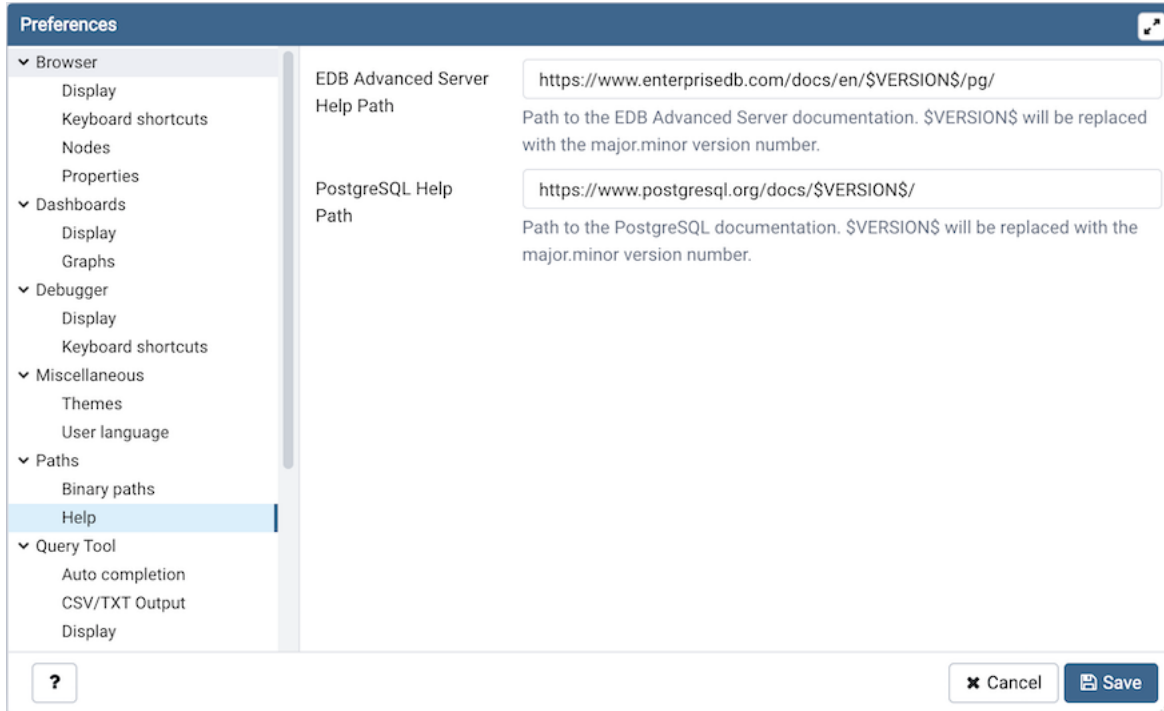 Preferences
Browser
Display
Keyboard shortcuts
Nodes
Properties
Dashboards
Display
Graphs
Debugger
Display
Keyboard shortcuts
Miscellaneous
Themes
User language
Paths
Binary paths
Help
Query Tool
Auto completion
CSV/TXT Output
Display
EDB Advanced Server
Help Path
https://www.enterprisedb.com/docs/en/$VERSION$/pg/
Path to the EDB Advanced Server documentation. $VERSION$ will be replaced
with the major.minor version number.
PostgreSQL Help
Path
https://www.postgresql.org/docs/$VERSION$/
Path to the PostgreSQL documentation. $VERSION$ will be replaced with the
major.minor version number.
?
Cancel
Save